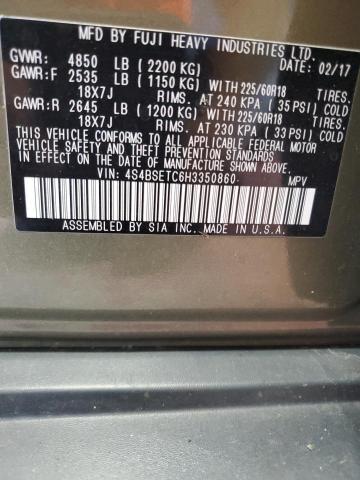 MFD BY FUJI HEAVY INDUSTRIES LTD.
GVWR: 4850 LB (2200 KG) DATE: 02/17
GAWR:F 2535 LB (1150 KG) WITH 225/60R18 TIRES.
18X7J RIMS. AT 240 KPA (35 PSI) COLD.
GAWR:R 2645 LB (1200 KG) WITH 225/60R18 TIRES.
18X7J RIMS. AT 230 KPA (33 PSI) COLD.
THIS VEHICLE CONFORMS TO ALL APPLICABLE FEDERAL MOTOR
VEHICLE SAFETY, BUMPER, AND THEFT PREVENTION STANDARDS
IN EFFECT ON THE DATE OF MANUFACTURE SHOWN ABOVE.
VIN: 4S4BSETC6H3350860 MPV
ASSEMBLED BY SIA INC. MADE IN U.S.A.